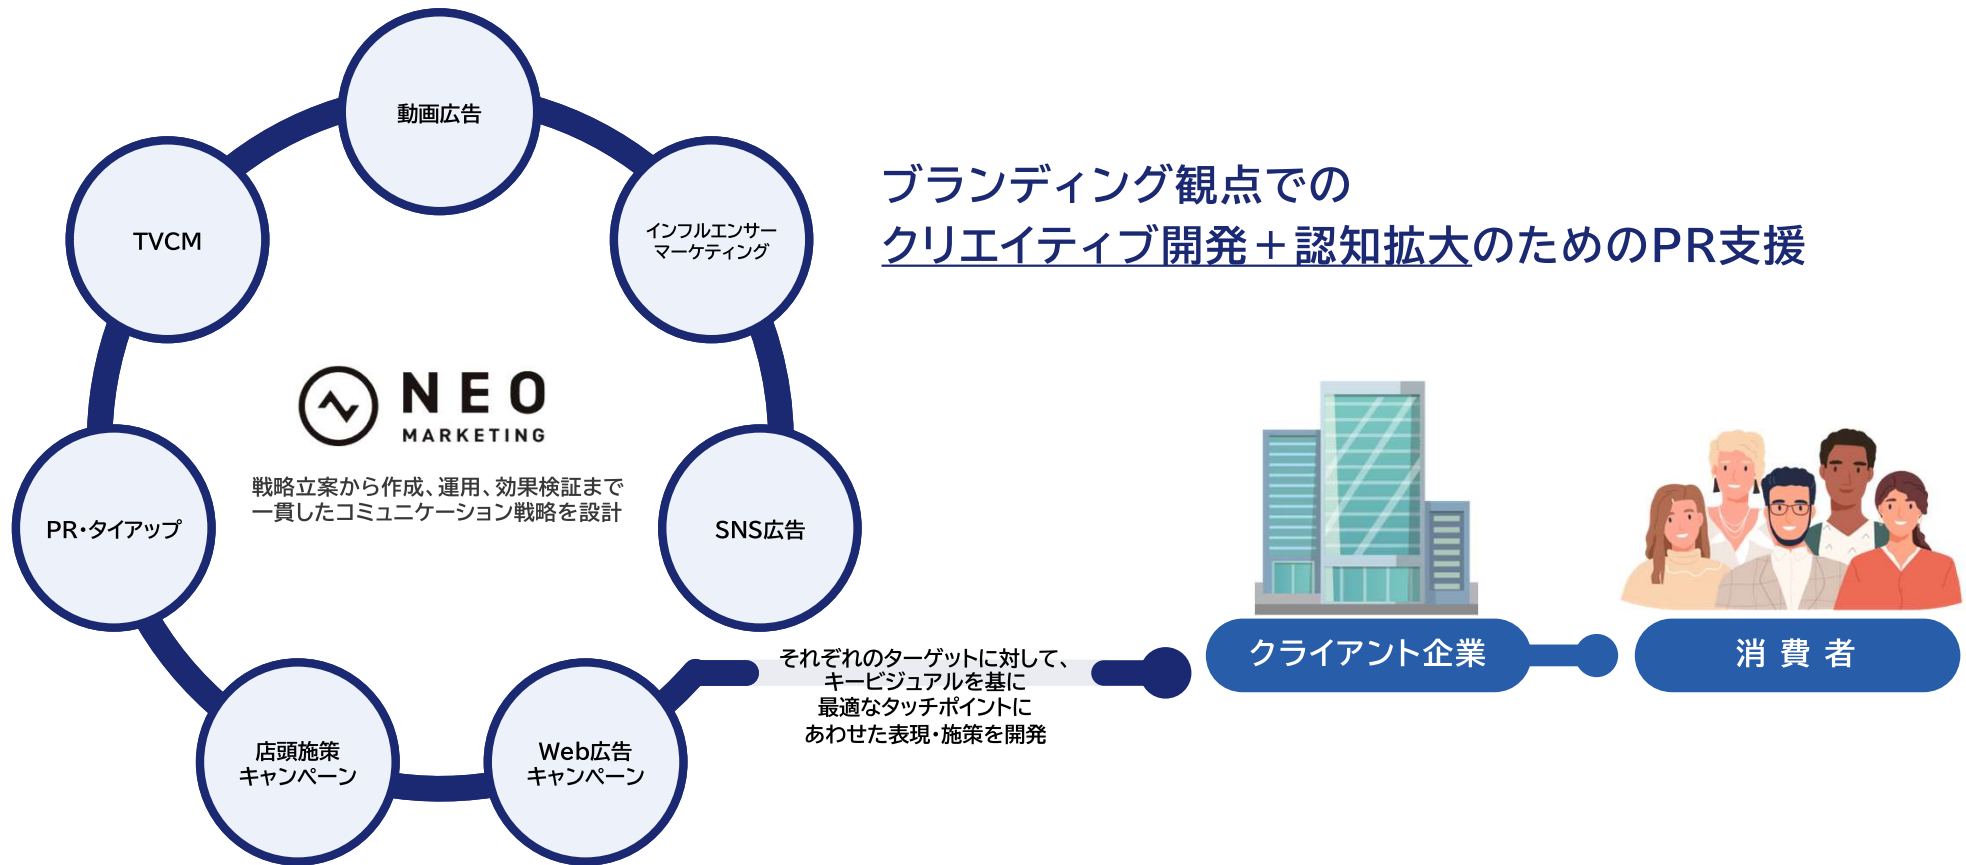 動画広告
TVCM
インフルエンサー
マーケティング
ブランディング観点での
クリエイティブ開発+認知拡大のためのPR支援
NEO
MARKETING
戦略立案から作成、運用、効果検証まで
一貫したコミュニケーション戦略を設計
PR・タイアップ
SNS広告
店頭施策
キャンペーン
Web広告
キャンペーン
それぞれのターゲットに対して、
キービジュアルを基に
最適なタッチポイントに
あわせた表現・施策を開発
クライアント企業
消費者